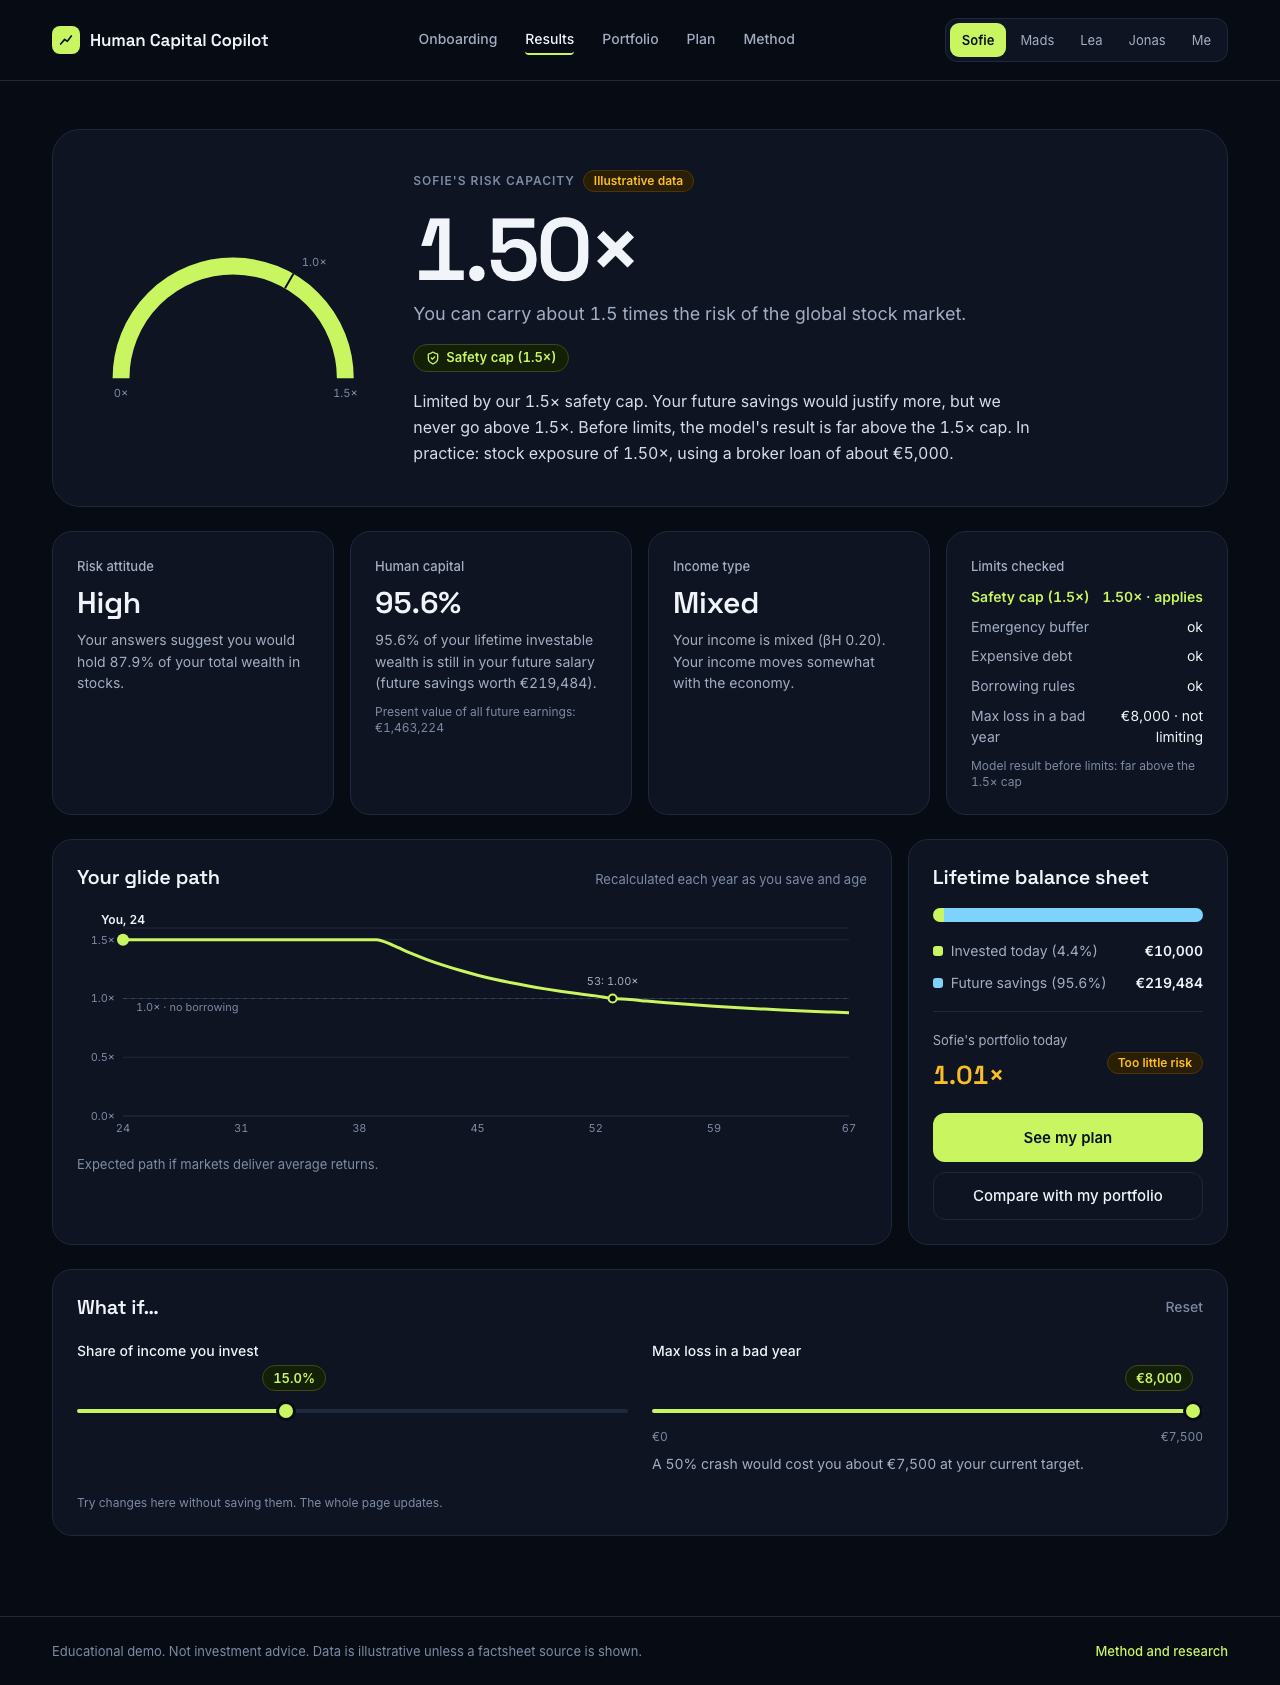 Human Capital Copilot
Onboarding Results Portfolio Plan Method
Sofie Mads Lea Jonas Me
SOFIE'S RISK CAPACITY Illustrative data
1.50×
You can carry about 1.5 times the risk of the global stock market.
Safety cap (1.5×)
Limited by our 1.5× safety cap. Your future savings would justify more, but we
never go above 1.5×. Before limits, the model's result is far above the 1.5× cap. In
practice: stock exposure of 1.50×, using a broker loan of about €5,000.
1.0×
0× 1.5×
Risk attitude
High
Your answers suggest you would
hold 87.9% of your total wealth in
stocks.
Human capital
95.6%
95.6% of your lifetime investable
wealth is still in your future salary
(future savings worth €219,484).
Present value of all future earnings:
€1,463,224
Income type
Mixed
Your income is mixed (βH 0.20).
Your income moves somewhat
with the economy.
Limits checked
Safety cap (1.5×) 1.50× · applies
Emergency buffer ok
Expensive debt ok
Borrowing rules ok
Max loss in a bad year €8,000 · not limiting
Model result before limits: far above the
1.5× cap
Your glide path
Recalculated each year as you save and age
You, 24
1.5×
53: 1.00×
1.0×
1.0× · no borrowing
0.5×
0.0×
24 31 38 45 52 59 67
Expected path if markets deliver average returns.
Lifetime balance sheet
Invested today (4.4%) €10,000
Future savings (95.6%) €219,484
Sofie's portfolio today
1.01×
Too little risk
See my plan
Compare with my portfolio
What if…
Reset
Share of income you invest
15.0%
Max loss in a bad year
€8,000
€0 €7,500
A 50% crash would cost you about €7,500 at your current target.
Try changes here without saving them. The whole page updates.
Educational demo. Not investment advice. Data is illustrative unless a factsheet source is shown.
Method and research